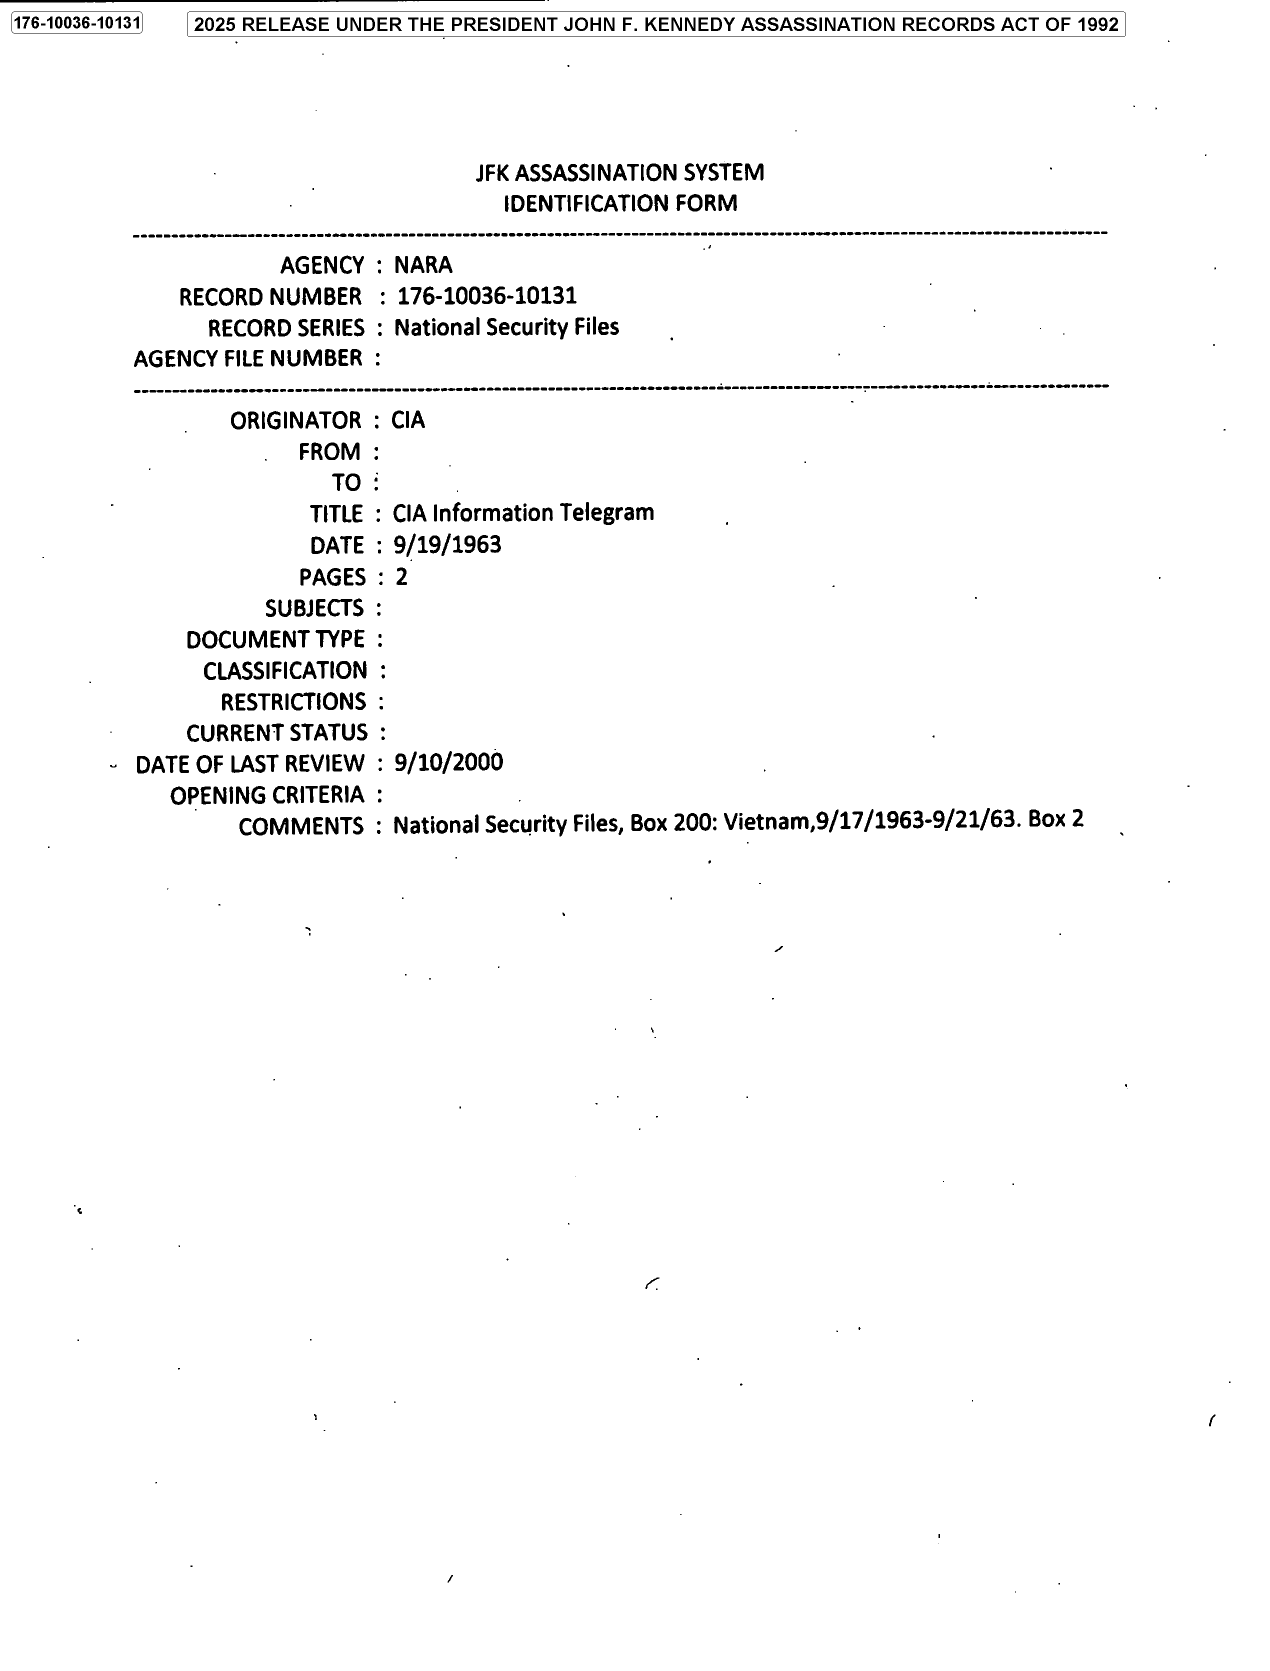 176-10036-10131
2025 RELEASE UNDER THE PRESIDENT JOHN F. KENNEDY ASSASSINATION RECORDS ACT OF 1992
JFK ASSASSINATION SYSTEM
IDENTIFICATION FORM
AGENCY : NARA
RECORD NUMBER : 176-10036-10131
RECORD SERIES : National Security Files
AGENCY FILE NUMBER :
ORIGINATOR : CIA
FROM :
TO :
TITLE : CIA Information Telegram
DATE : 9/19/1963
PAGES : 2
SUBJECTS :
DOCUMENT TYPE :
CLASSIFICATION :
RESTRICTIONS :
CURRENT STATUS :
DATE OF LAST REVIEW : 9/10/2000
OPENING CRITERIA :
COMMENTS : National Security Files, Box 200: Vietnam,9/17/1963-9/21/63. Box 2